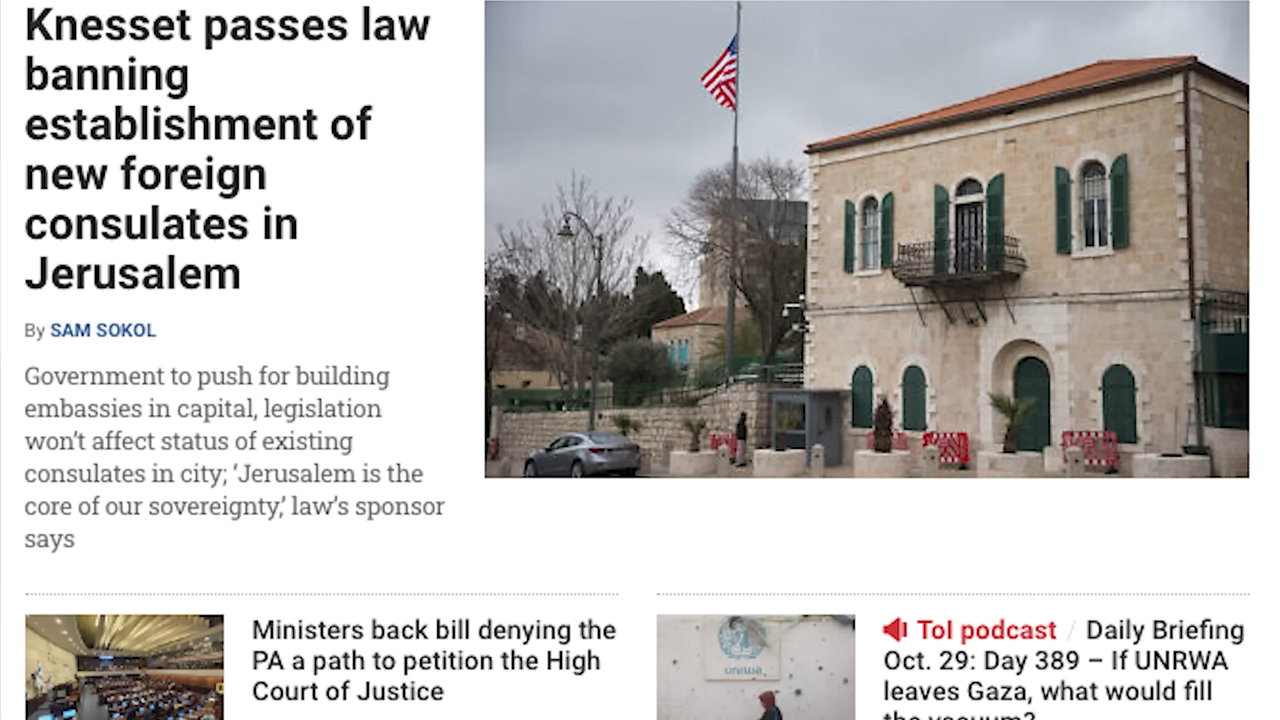 Knesset passes law
banning
establishment of
new foreign
consulates in
Jerusalem
By SAM SOKOL
Government to push for building
embassies in capital, legislation
won’t affect status of existing
consulates in city; ‘Jerusalem is the
core of our sovereignty,’ law’s sponsor
says
Ministers back bill denying the
PA a path to petition the High
Court of Justice
unrwa
ToI podcast / Daily Briefing
Oct. 29: Day 389 – If UNRWA
leaves Gaza, what would fill
the vacuum?